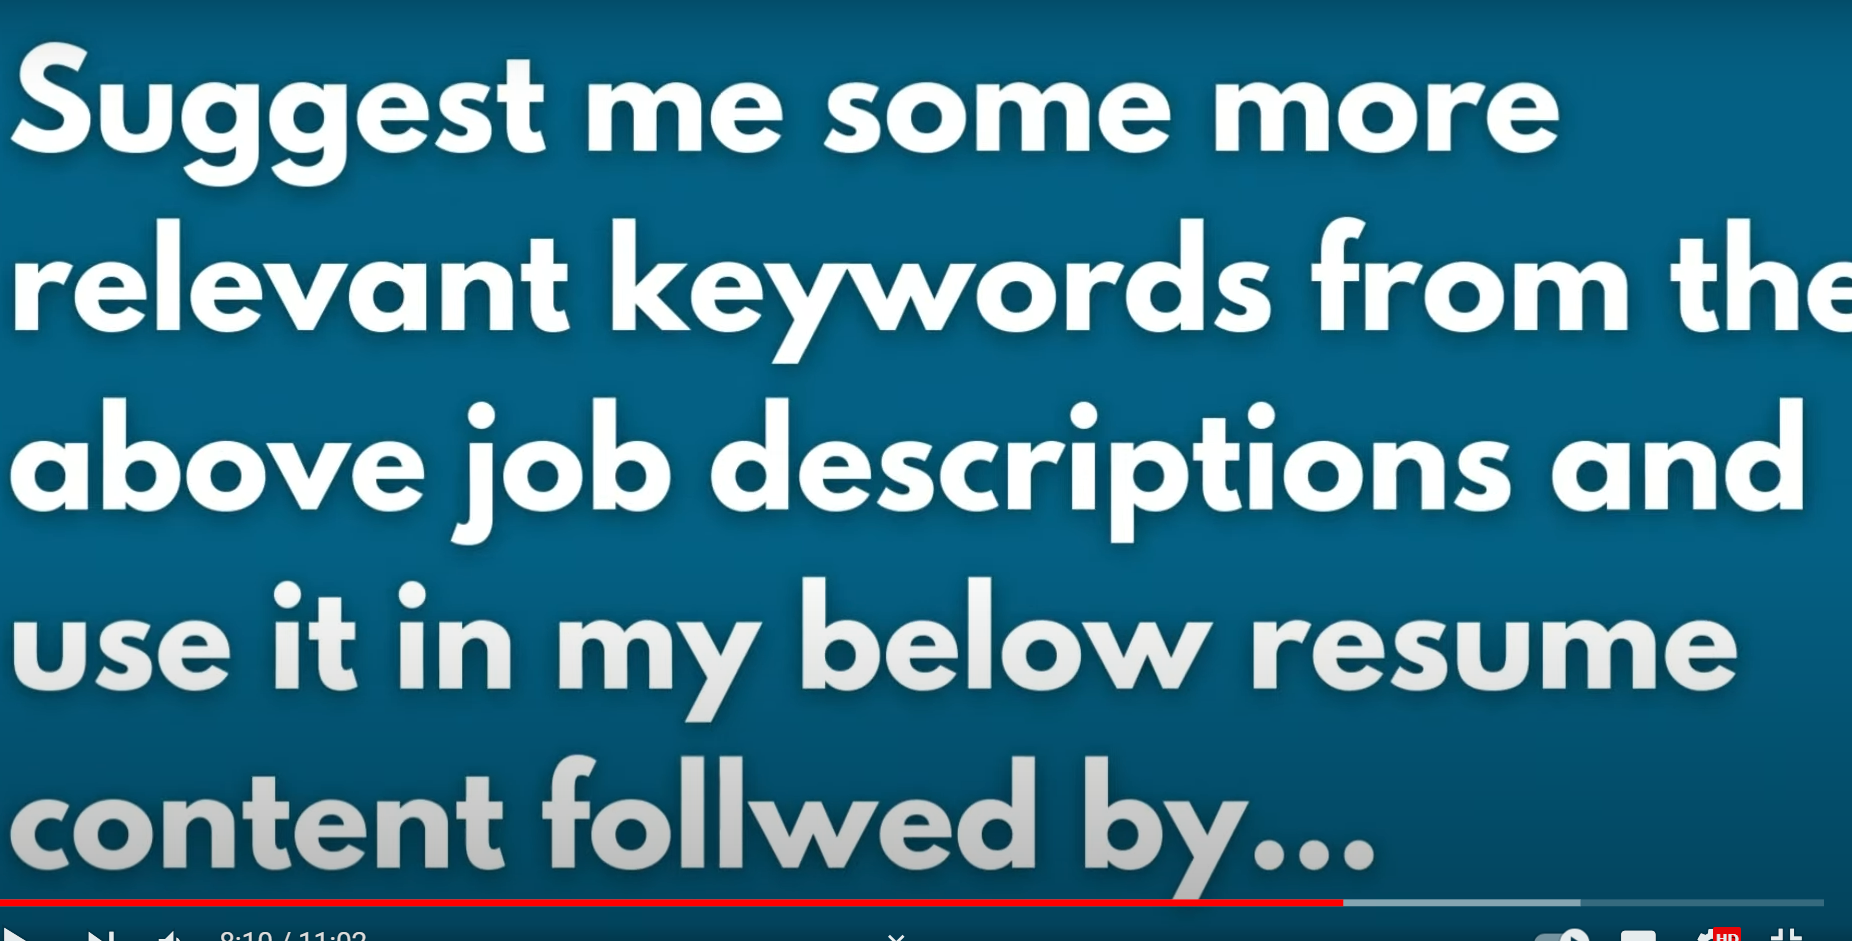 Suggest me some more
relevant keywords from the
above job descriptions and
use it in my below resume
content follwed by...
8:10 / 11:02
HD